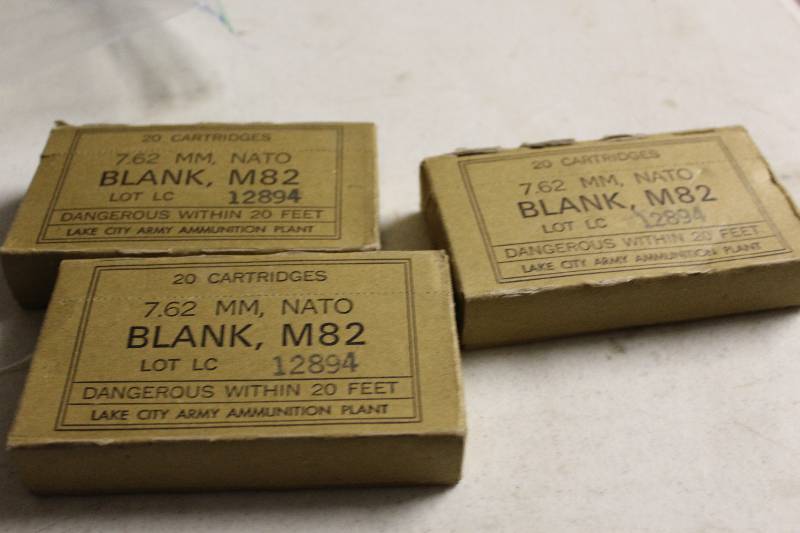 20 CARTRIDGES
7.62 MM, NATO
BLANK, M82
LOT LC 12894
DANGEROUS WITHIN 20 FEET
LAKE CITY ARMY AMMUNITION PLANT
20 CARTRIDGES
7.62 MM, NATO
BLANK, M82
LOT LC 12894
DANGEROUS WITHIN 20 FEET
LAKE CITY ARMY AMMUNITION PLANT
20 CARTRIDGES
7.62 MM, NATO
BLANK, M82
LOT LC 12894
DANGEROUS WITHIN 20 FEET
LAKE CITY ARMY AMMUNITION PLANT